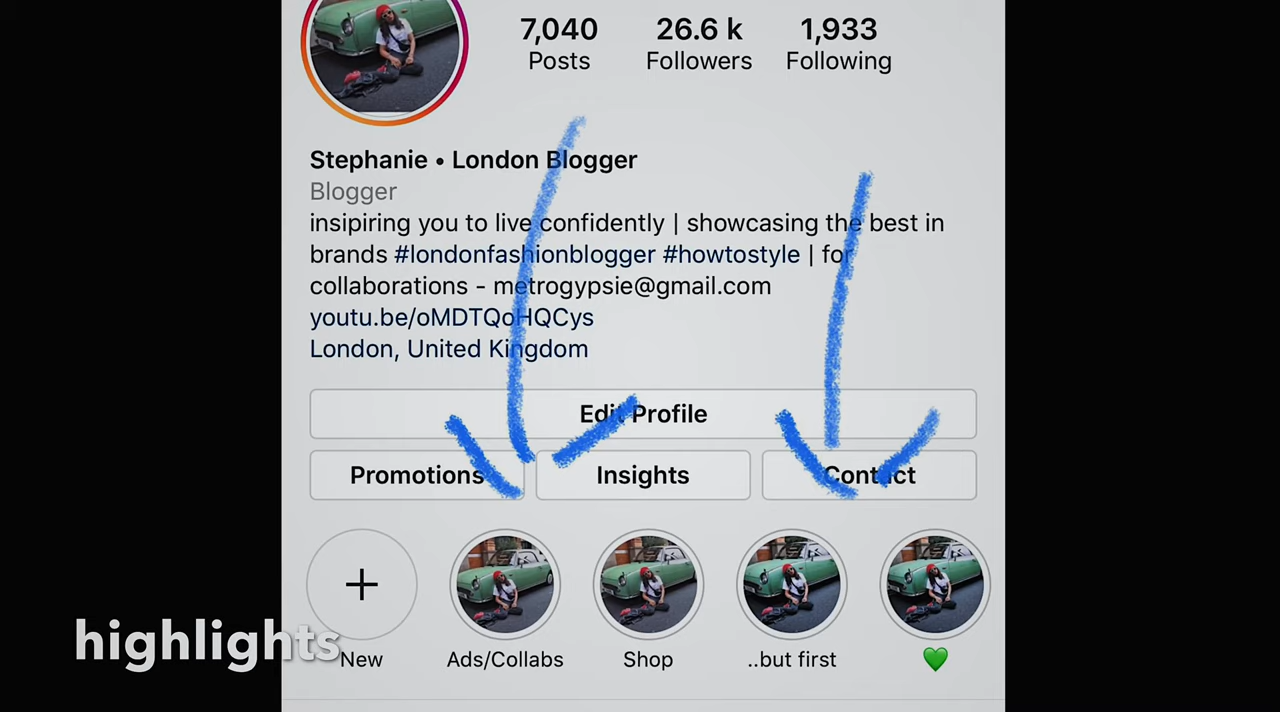 7,040 26.6 k 1,933
Posts Followers Following
Stephanie • London Blogger
Blogger
insipiring you to live confidently | showcasing the best in
brands #londonfashionblogger #howtostyle | for
collaborations - metrogypsie@gmail.com
youtu.be/oMDTQoHQCys
London, United Kingdom
Edit Profile
Promotions Insights Contact
highlights
New Ads/Collabs Shop ..but first 💚